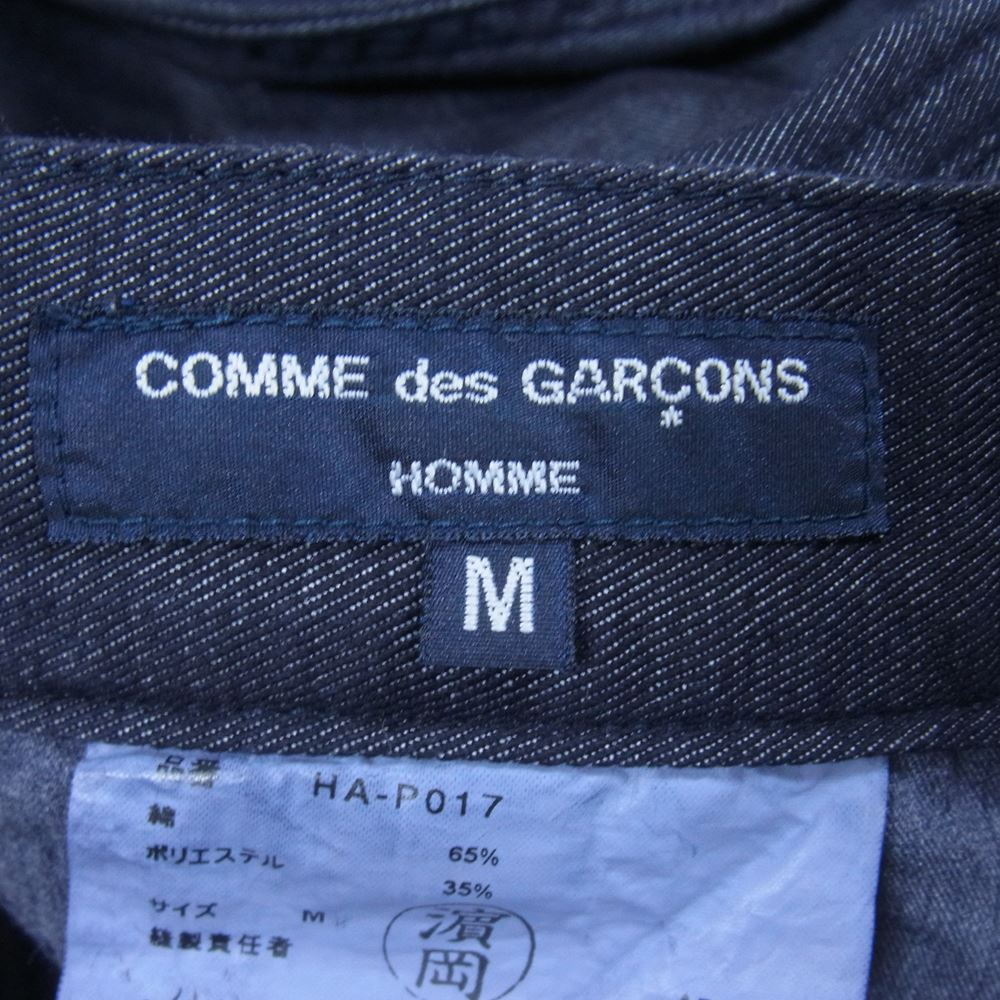 COMME des GARÇONS
*
HOMME
M
品番 HA-P017
綿
ポリエステル 65%
35%
サイズ M
縫製責任者
濱岡